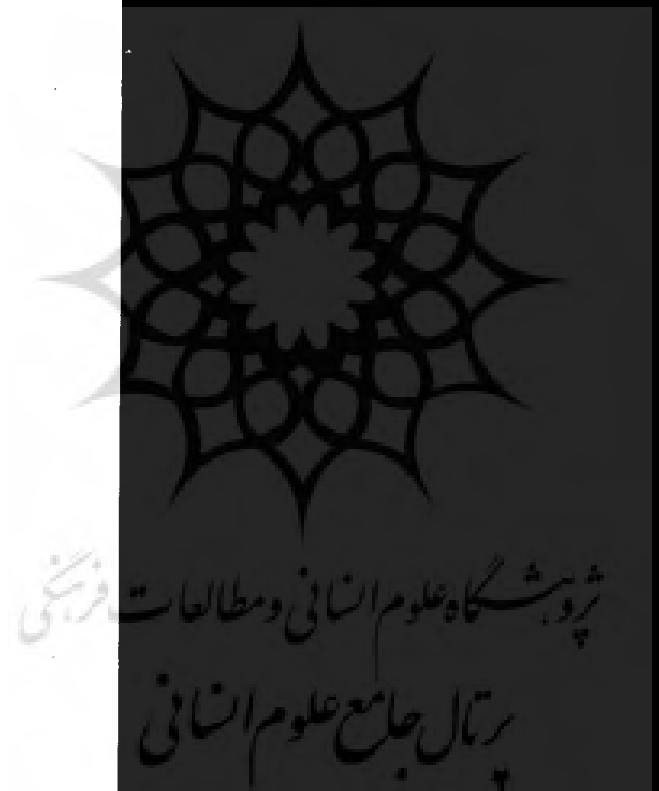 پژوهشگاه علوم انسانی و مطالعات فرهنگی
پرتال جامع علوم انسانی